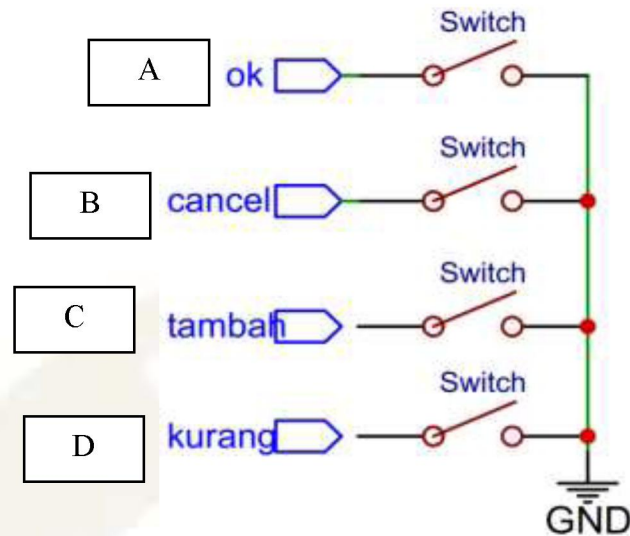 Switch
A
ok
Switch
B
cancel
Switch
C
tambah
Switch
D
kurang
GND